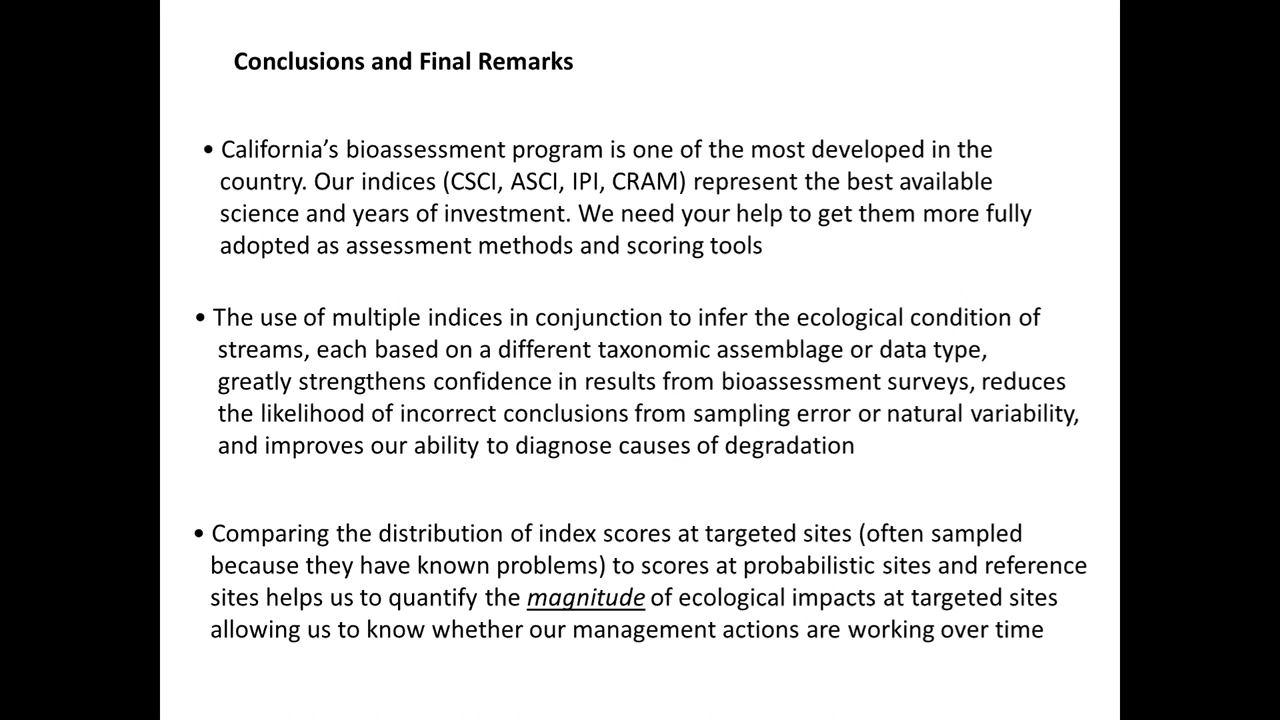 Conclusions and Final Remarks
• California’s bioassessment program is one of the most developed in the
country. Our indices (CSCI, ASCI, IPI, CRAM) represent the best available
science and years of investment. We need your help to get them more fully
adopted as assessment methods and scoring tools
• The use of multiple indices in conjunction to infer the ecological condition of
streams, each based on a different taxonomic assemblage or data type,
greatly strengthens confidence in results from bioassessment surveys, reduces
the likelihood of incorrect conclusions from sampling error or natural variability,
and improves our ability to diagnose causes of degradation
• Comparing the distribution of index scores at targeted sites (often sampled
because they have known problems) to scores at probabilistic sites and reference
sites helps us to quantify the magnitude of ecological impacts at targeted sites
allowing us to know whether our management actions are working over time